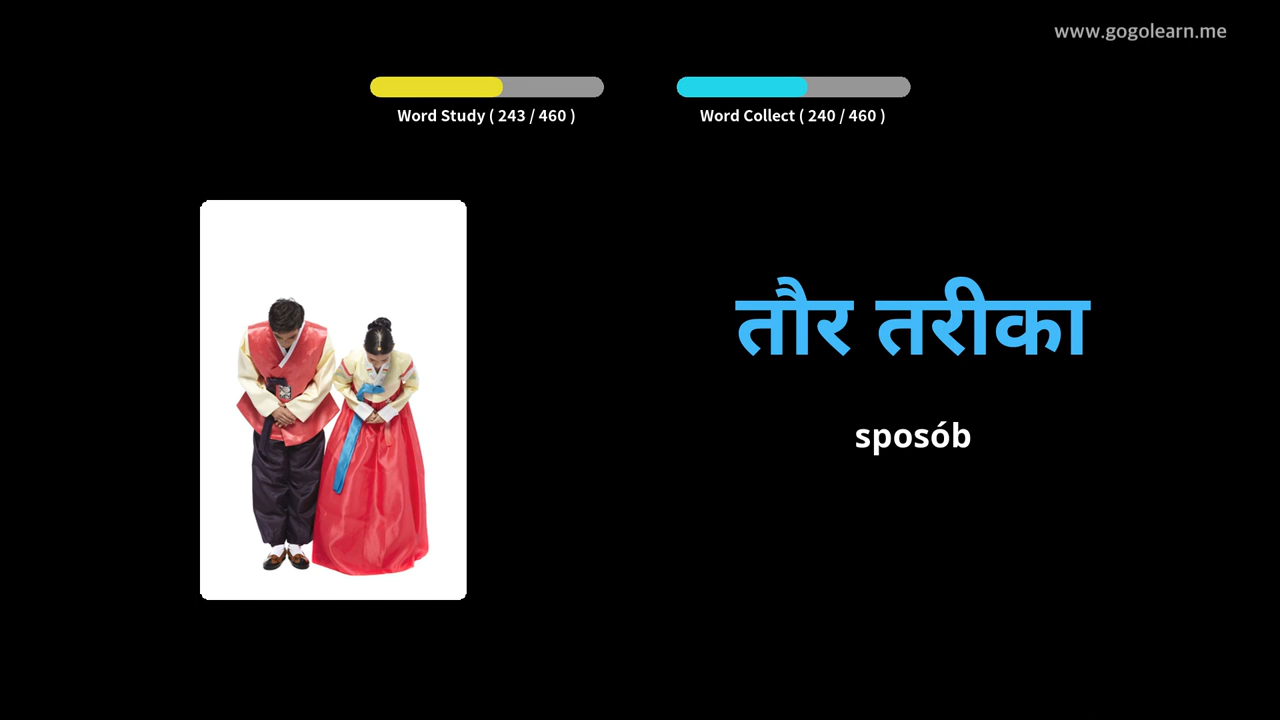 www.gogolearn.me
Word Study ( 243 / 460 )
Word Collect ( 240 / 460 )
तौर तरीका
sposób